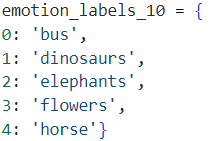 emotion_labels_10 = {
0: 'bus',
1: 'dinosaurs',
2: 'elephants',
3: 'flowers',
4: 'horse'}